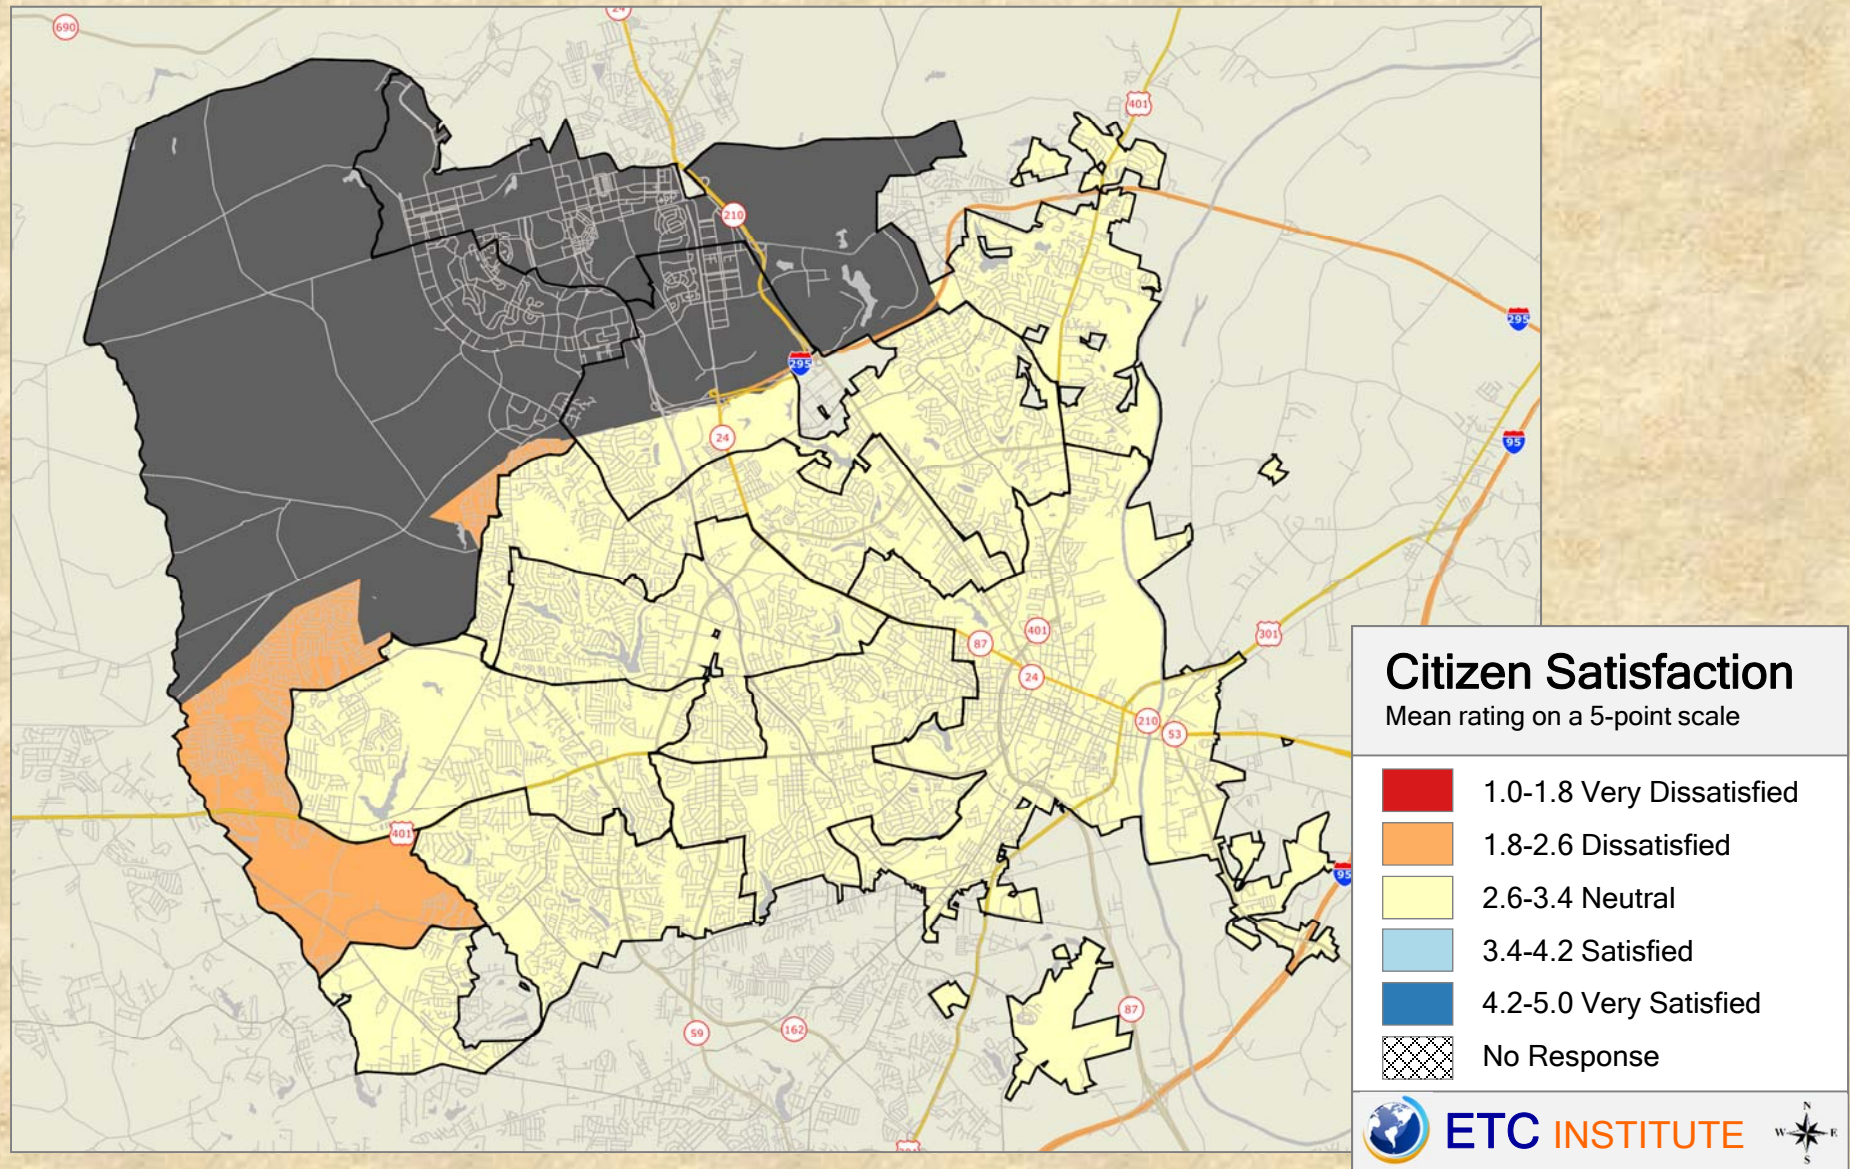 24
690
401
210
295
295
95
24
401
87
301
24
210
53
401
95
87
59
162
Citizen Satisfaction
Mean rating on a 5-point scale
1.0-1.8 Very Dissatisfied
1.8-2.6 Dissatisfied
2.6-3.4 Neutral
3.4-4.2 Satisfied
4.2-5.0 Very Satisfied
No Response
ETC INSTITUTE
N
W E
S